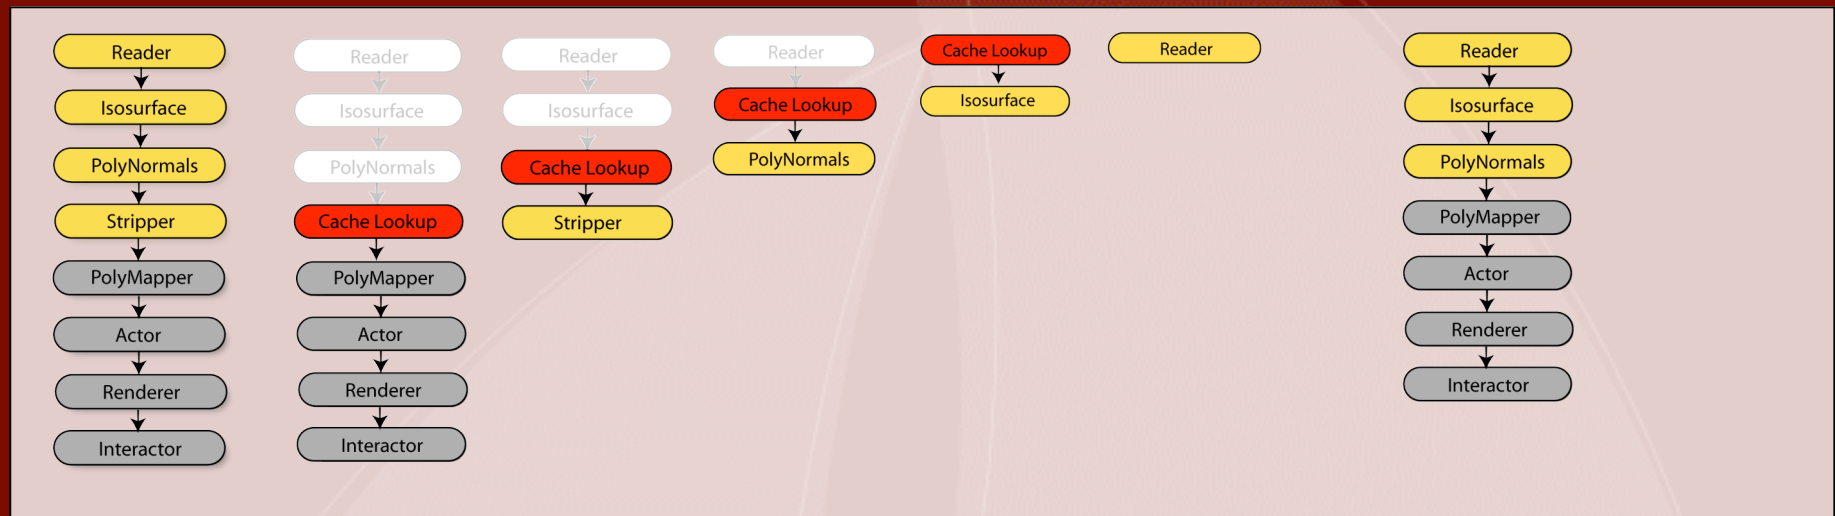 Reader
Isosurface
PolyNormals
Stripper
PolyMapper
Actor
Renderer
Interactor
Reader
Isosurface
PolyNormals
Cache Lookup
PolyMapper
Actor
Renderer
Interactor
Reader
Isosurface
Cache Lookup
Stripper
Reader
Cache Lookup
PolyNormals
Cache Lookup
Isosurface
Reader
Reader
Isosurface
PolyNormals
PolyMapper
Actor
Renderer
Interactor